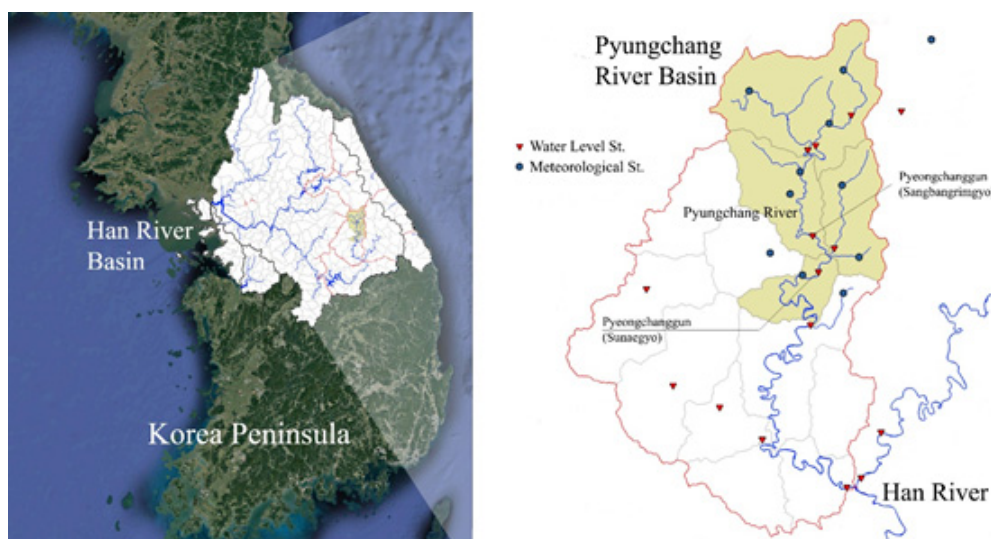 Han River
Basin
Korea Peninsula
Pyungchang
River Basin
Water Level St.
Meteorological St.
Pyeongchanggun
(Sangbangrimgyo)
Pyungchang River
Pyeongchanggun
(Sunaegyo)
Han River